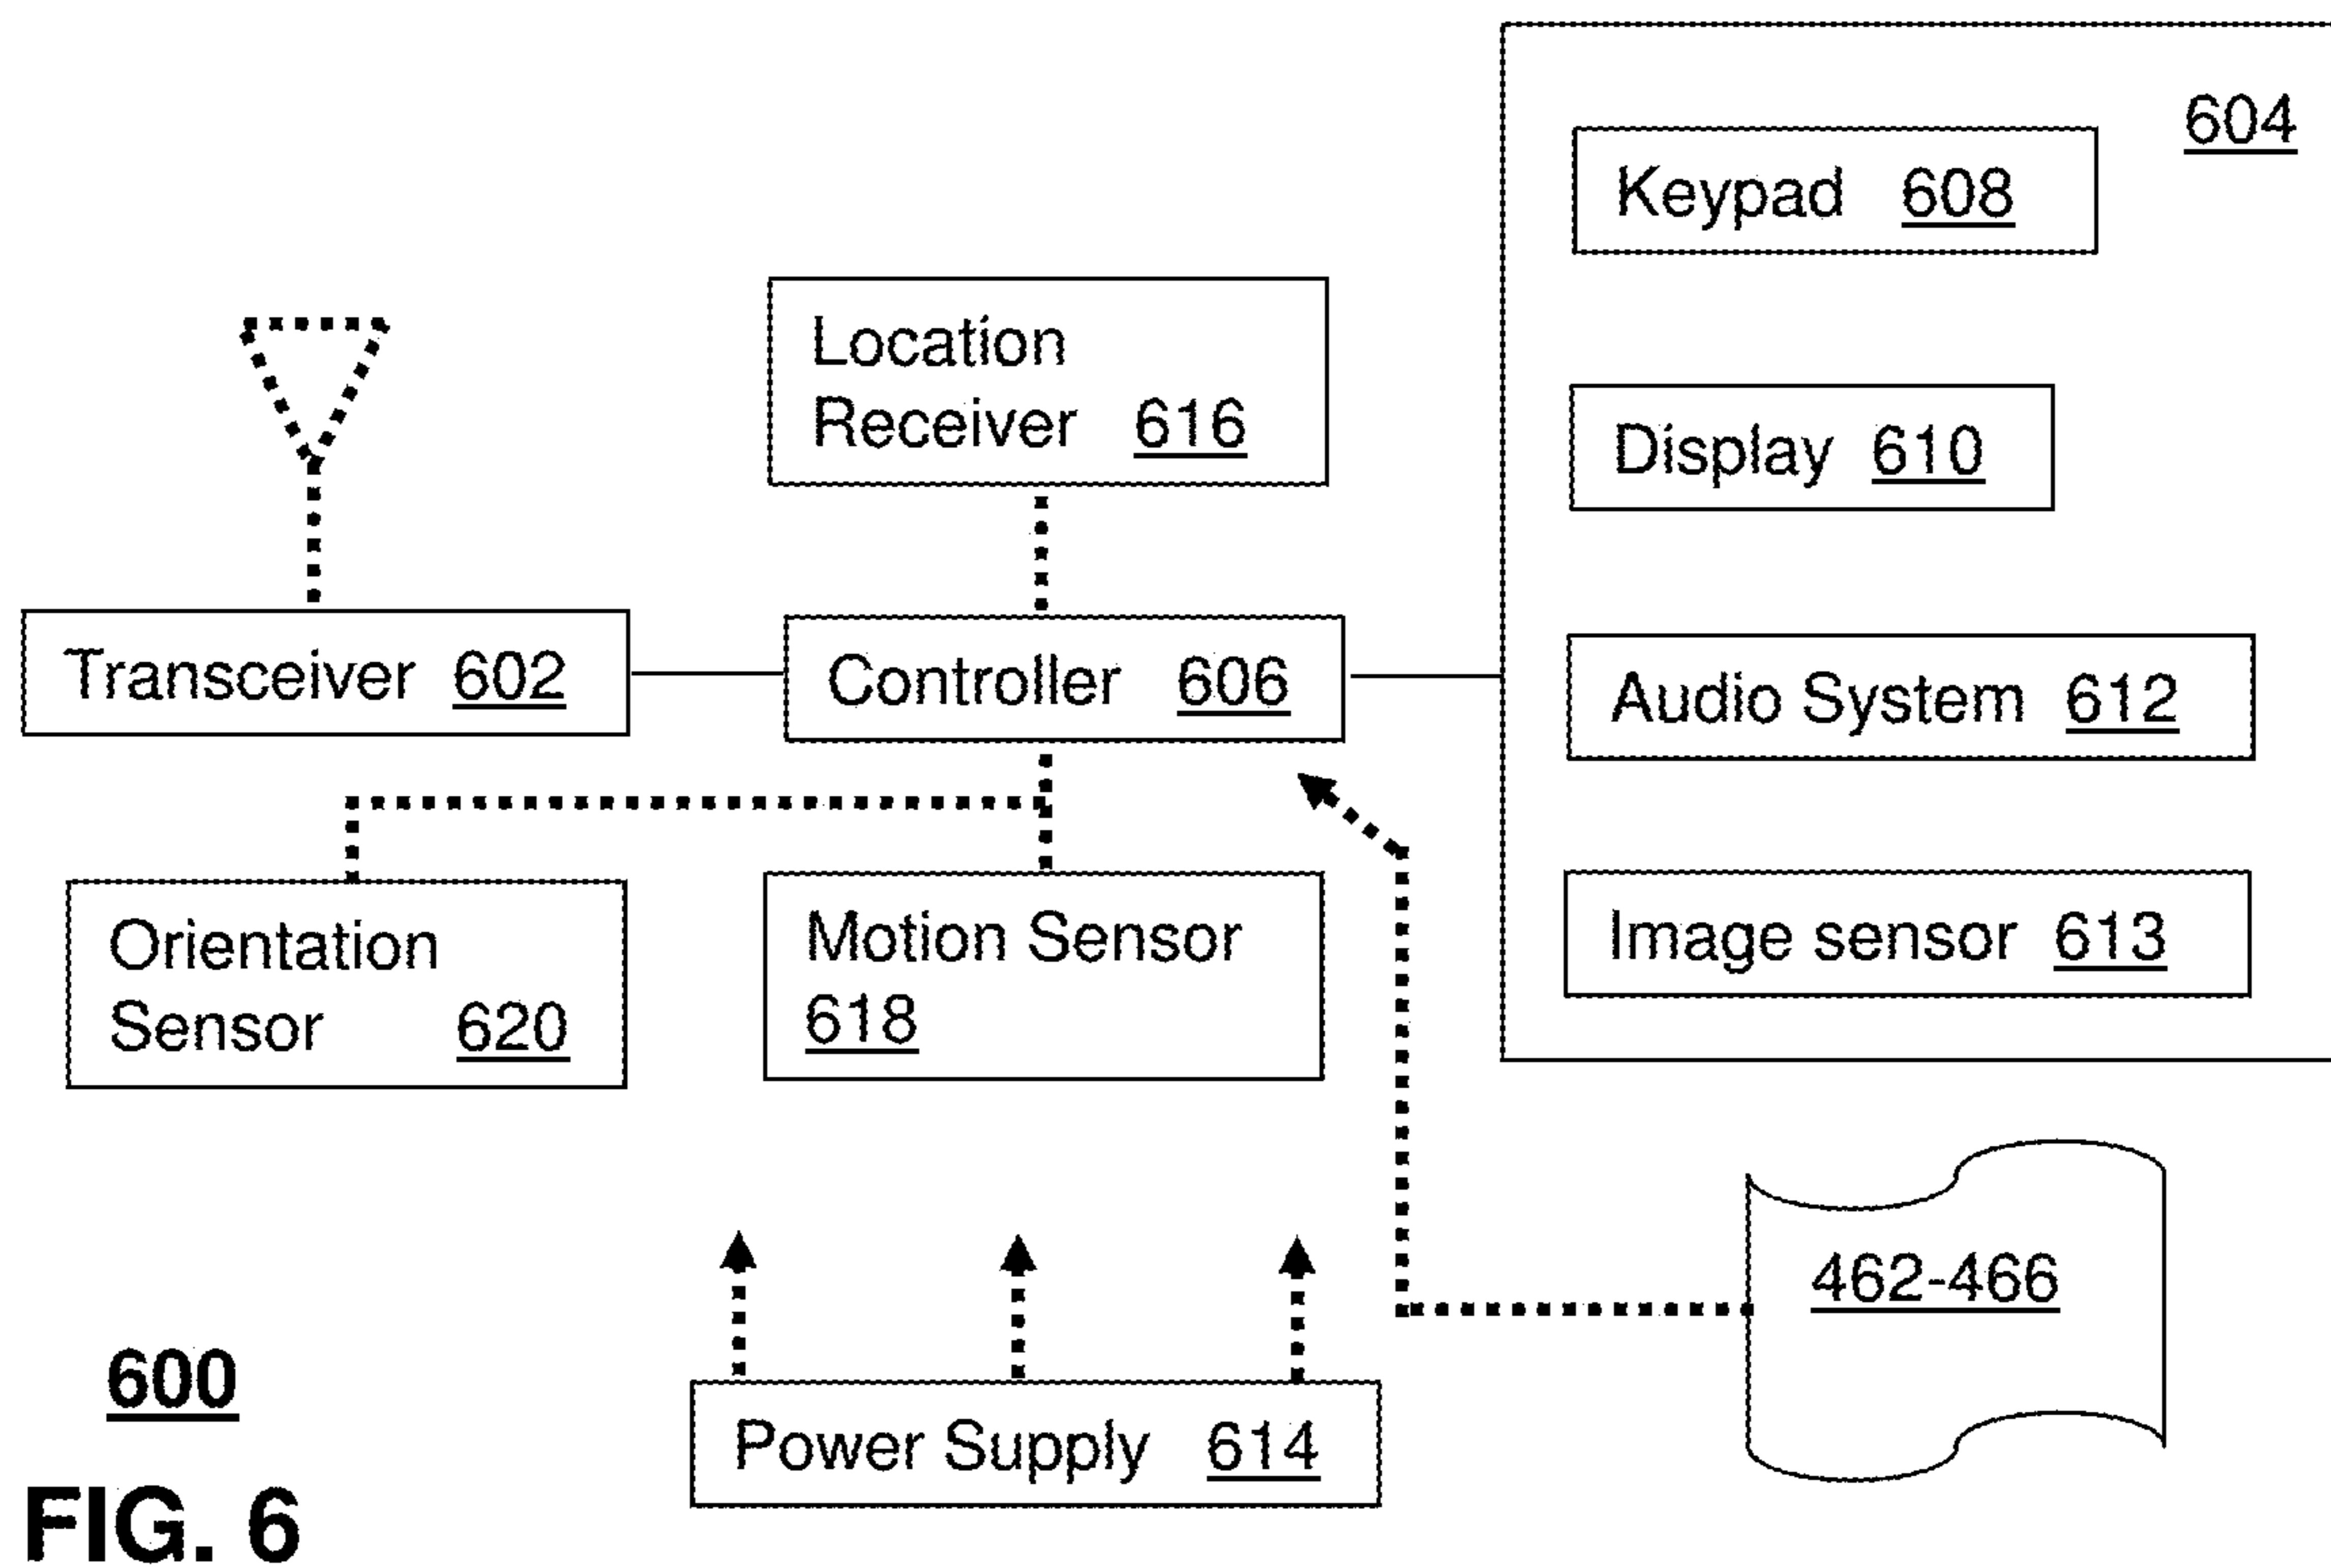 604
Keypad 608
Location
Receiver 616
Display 610
Transceiver 602
Controller 606
Audio System 612
Orientation
Sensor 620
Motion Sensor
618
Image sensor 613
462-466
600
Power Supply 614
FIG. 6